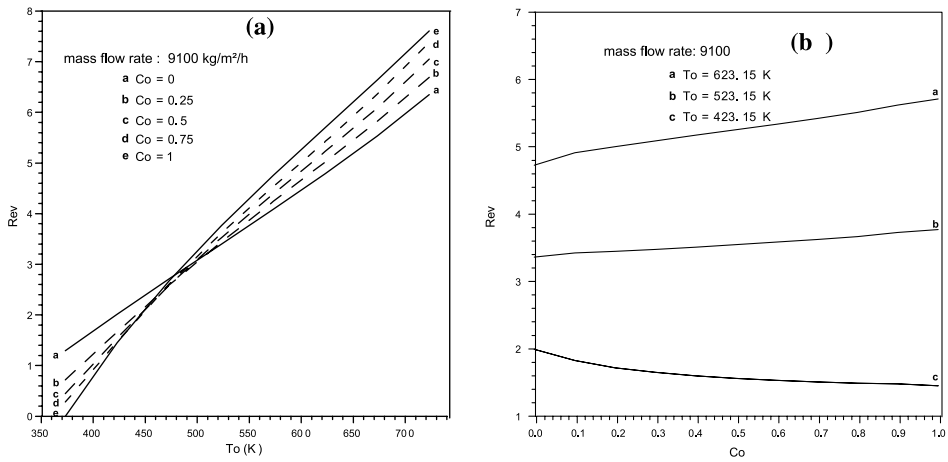 (a)
mass flow rate : 9100 kg/m²/h
a Co = 0
b Co = 0.25
c Co = 0.5
d Co = 0.75
e Co = 1
e
d
c
b
a
a
b
c
d
e
8
7
6
5
4
3
2
1
0
Rev
350 400 450 500 550 600 650 700
To (K)
(b)
mass flow rate: 9100
a To = 623.15 K
b To = 523.15 K
c To = 423.15 K
a
b
c
7
6
5
4
3
2
1
Rev
0.0 0.1 0.2 0.3 0.4 0.5 0.6 0.7 0.8 0.9 1.0
Co